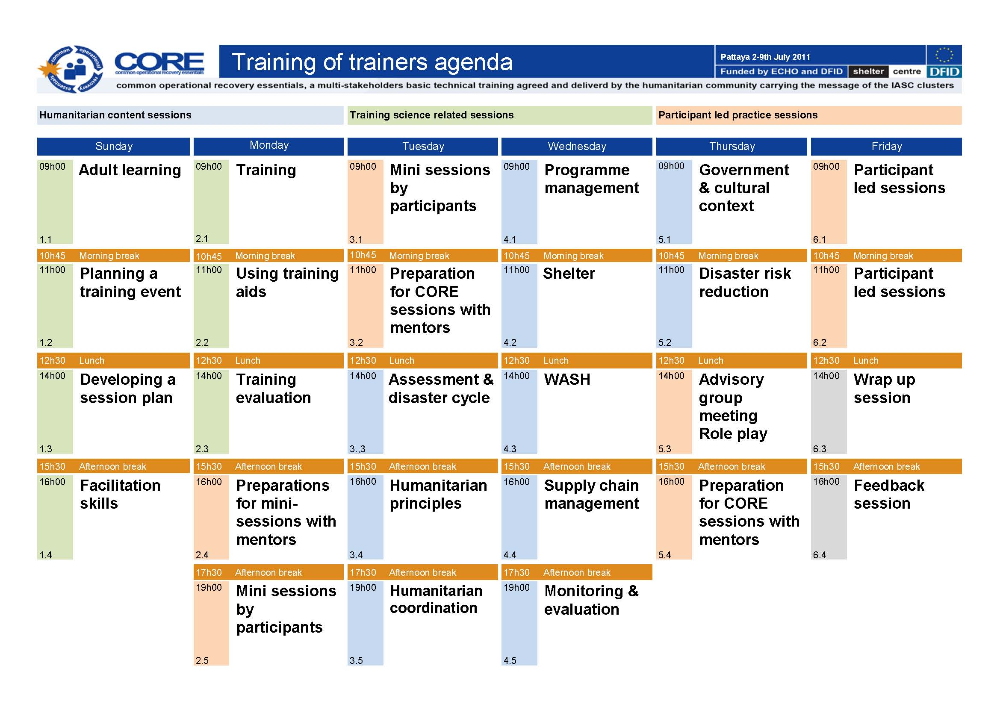 common operational recovery essentials
CORE
common operational recovery essentials
Training of trainers agenda
Pattaya 2-9th July 2011
Funded by ECHO and DFID
shelter centre
DFID
common operational recovery essentials, a multi-stakeholders basic technical training agreed and deliverd by the humanitarian community carrying the message of the IASC clusters
Humanitarian content sessions
Training science related sessions
Participant led practice sessions
Sunday
09h00
Adult learning
1.1
10h45 Morning break
11h00
Planning a
training event
1.2
12h30 Lunch
14h00
Developing a
session plan
1.3
15h30 Afternoon break
16h00
Facilitation
skills
1.4
Monday
09h00
Training
2.1
10h45 Morning break
11h00
Using training
aids
2.2
12h30 Lunch
14h00
Training
evaluation
2.3
15h30 Afternoon break
16h00
Preparations
for mini-
sessions with
mentors
2.4
17h30 Afternoon break
19h00
Mini sessions
by
participants
2.5
Tuesday
09h00
Mini sessions
by
participants
3.1
10h45 Morning break
11h00
Preparation
for CORE
sessions with
mentors
3.2
12h30 Lunch
14h00
Assessment &
disaster cycle
3.,3
15h30 Afternoon break
16h00
Humanitarian
principles
3.4
17h30 Afternoon break
19h00
Humanitarian
coordination
3.5
Wednesday
09h00
Programme
management
4.1
10h45 Morning break
11h00
Shelter
4.2
12h30 Lunch
14h00
WASH
4.3
15h30 Afternoon break
16h00
Supply chain
management
4.4
17h30 Afternoon break
19h00
Monitoring &
evaluation
4.5
Thursday
09h00
Government
& cultural
context
5.1
10h45 Morning break
11h00
Disaster risk
reduction
5.2
12h30 Lunch
14h00
Advisory
group
meeting
Role play
5.3
15h30 Afternoon break
16h00
Preparation
for CORE
sessions with
mentors
5.4
Friday
09h00
Participant
led sessions
6.1
10h45 Morning break
11h00
Participant
led sessions
6.2
12h30 Lunch
14h00
Wrap up
session
6.3
15h30 Afternoon break
16h00
Feedback
session
6.4